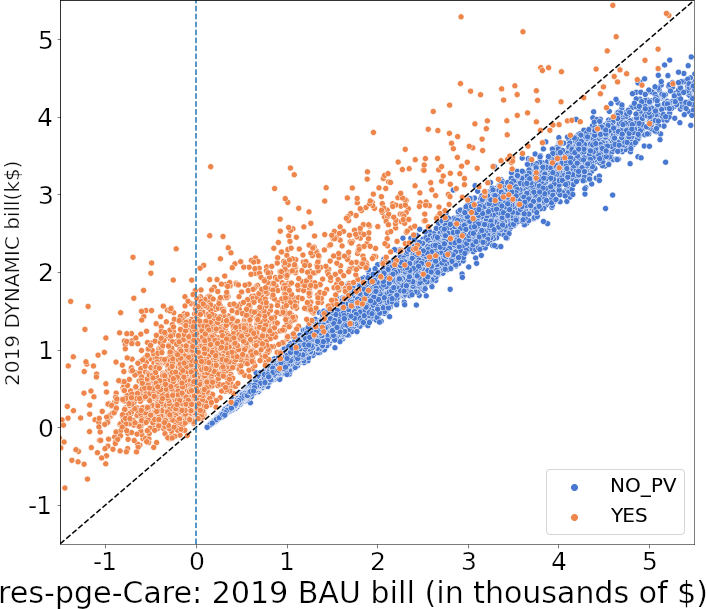 5
4
3
2
1
0
-1
2019 DYNAMIC bill(k$)
NO_PV
YES
-1 0 1 2 3 4 5
res-pge-Care: 2019 BAU bill (in thousands of $)